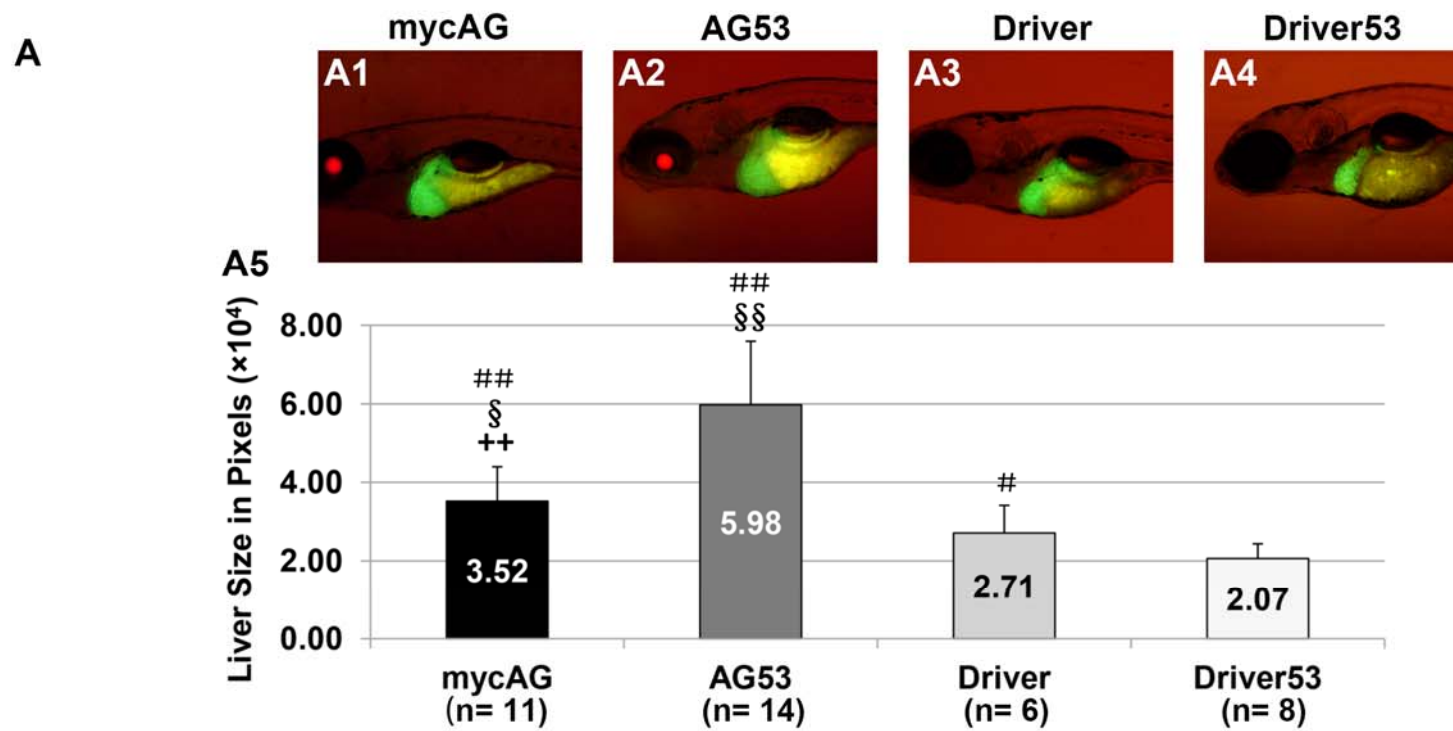 A
mycAG AG53 Driver Driver53
A1 A2 A3 A4
A5
Liver Size in Pixels (×10⁴)
##
§§
##
§
++
#
8.00
6.00
4.00
2.00
0.00
3.52 5.98 2.71 2.07
mycAG AG53 Driver Driver53
(n= 11) (n= 14) (n= 6) (n= 8)